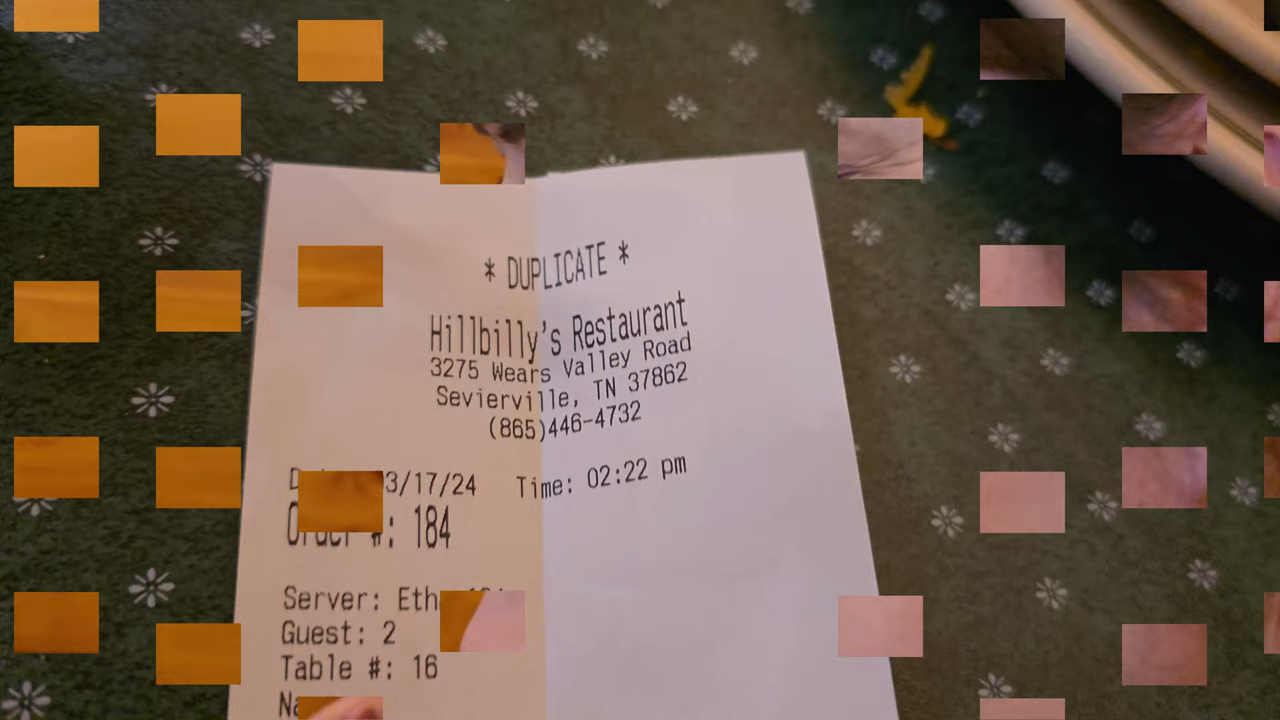 * DUPLICATE *
Hillbilly's Restaurant
3275 Wears Valley Road
Sevierville, TN 37862
(865)446-4732
3/17/24 Time: 02:22 pm
#: 184
Server:
Guest: 2
Table #: 16